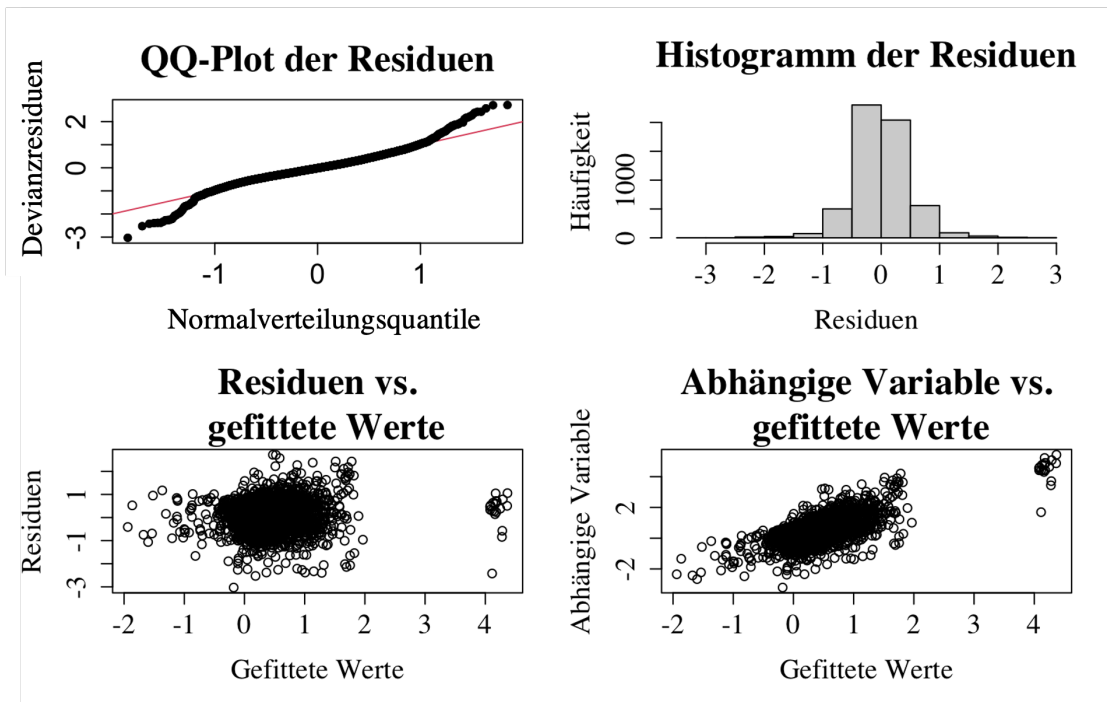 QQ-Plot der Residuen
Devianzresiduen
2
0
-3
-1
0
1
Normalverteilungsquantile
Histogramm der Residuen
Häufigkeit
1000
0
-3
-2
-1
0
1
2
3
Residuen
Residuen vs.
gefittete Werte
Residuen
1
-1
-3
-2
-1
0
1
2
3
4
Gefittete Werte
Abhängige Variable vs.
gefittete Werte
Abhängige Variable
2
-2
-2
-1
0
1
2
3
4
Gefittete Werte